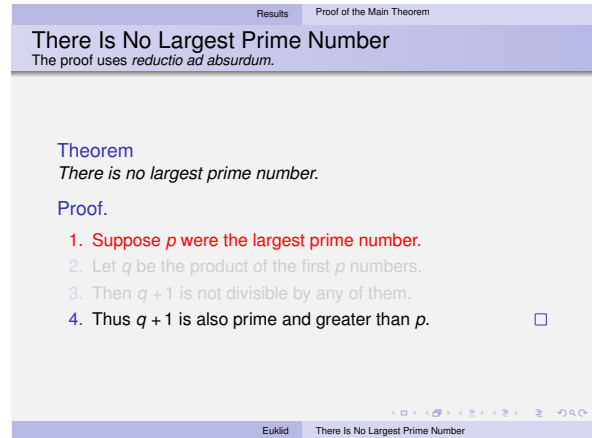 Results Proof of the Main Theorem
There Is No Largest Prime Number
The proof uses reductio ad absurdum.
Theorem
There is no largest prime number.
Proof.
1. Suppose p were the largest prime number.
2. Let q be the product of the first p numbers.
3. Then q + 1 is not divisible by any of them.
4. Thus q + 1 is also prime and greater than p. □
Euklid There Is No Largest Prime Number